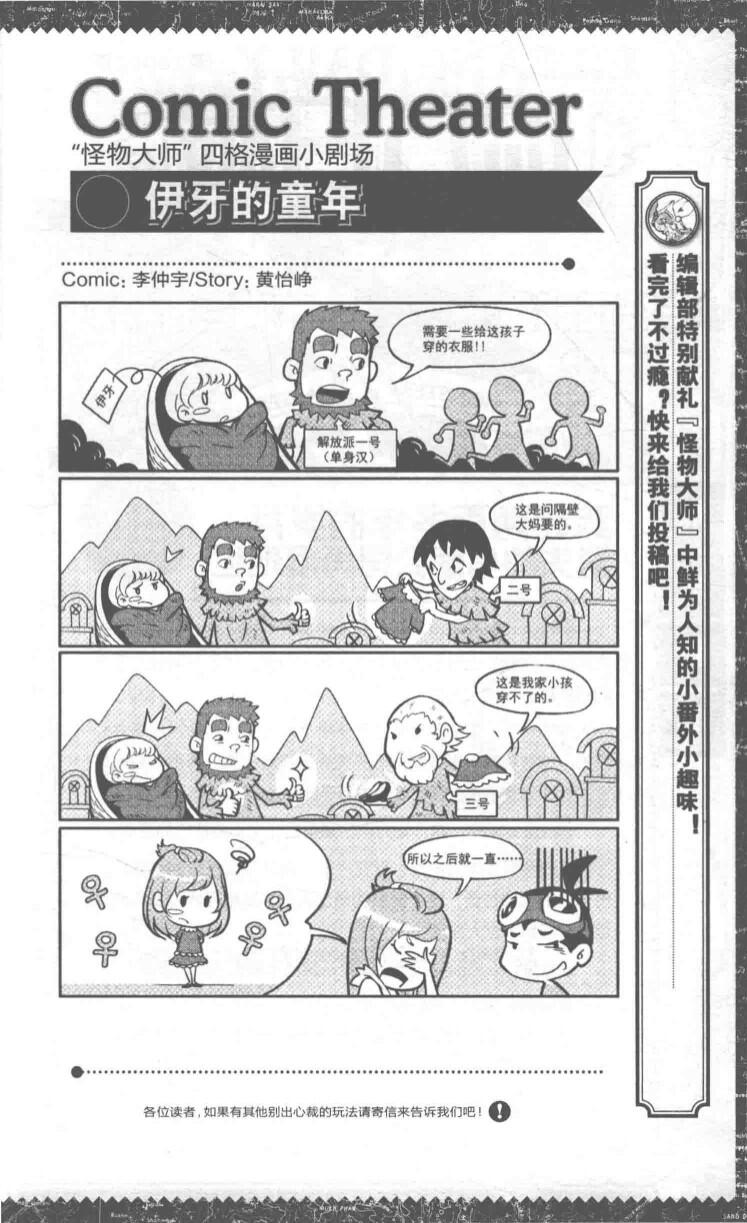 Comic Theater
“怪物大师”四格漫画小剧场
伊牙的童年
Comic：李仲宇/Story：黄怡峥
需要一些给这孩子
穿的衣服!!
伊牙
解放派一号
（单身汉）
这是问隔壁
大妈要的。
二号
这是我家小孩
穿不了的。
三号
所以之后就一直……
编辑部特别献礼『怪物大师』中鲜为人知的小番外小趣味！
看完了不过瘾？快来给我们投稿吧！
各位读者，如果有其他别出心裁的玩法请寄信来告诉我们吧！